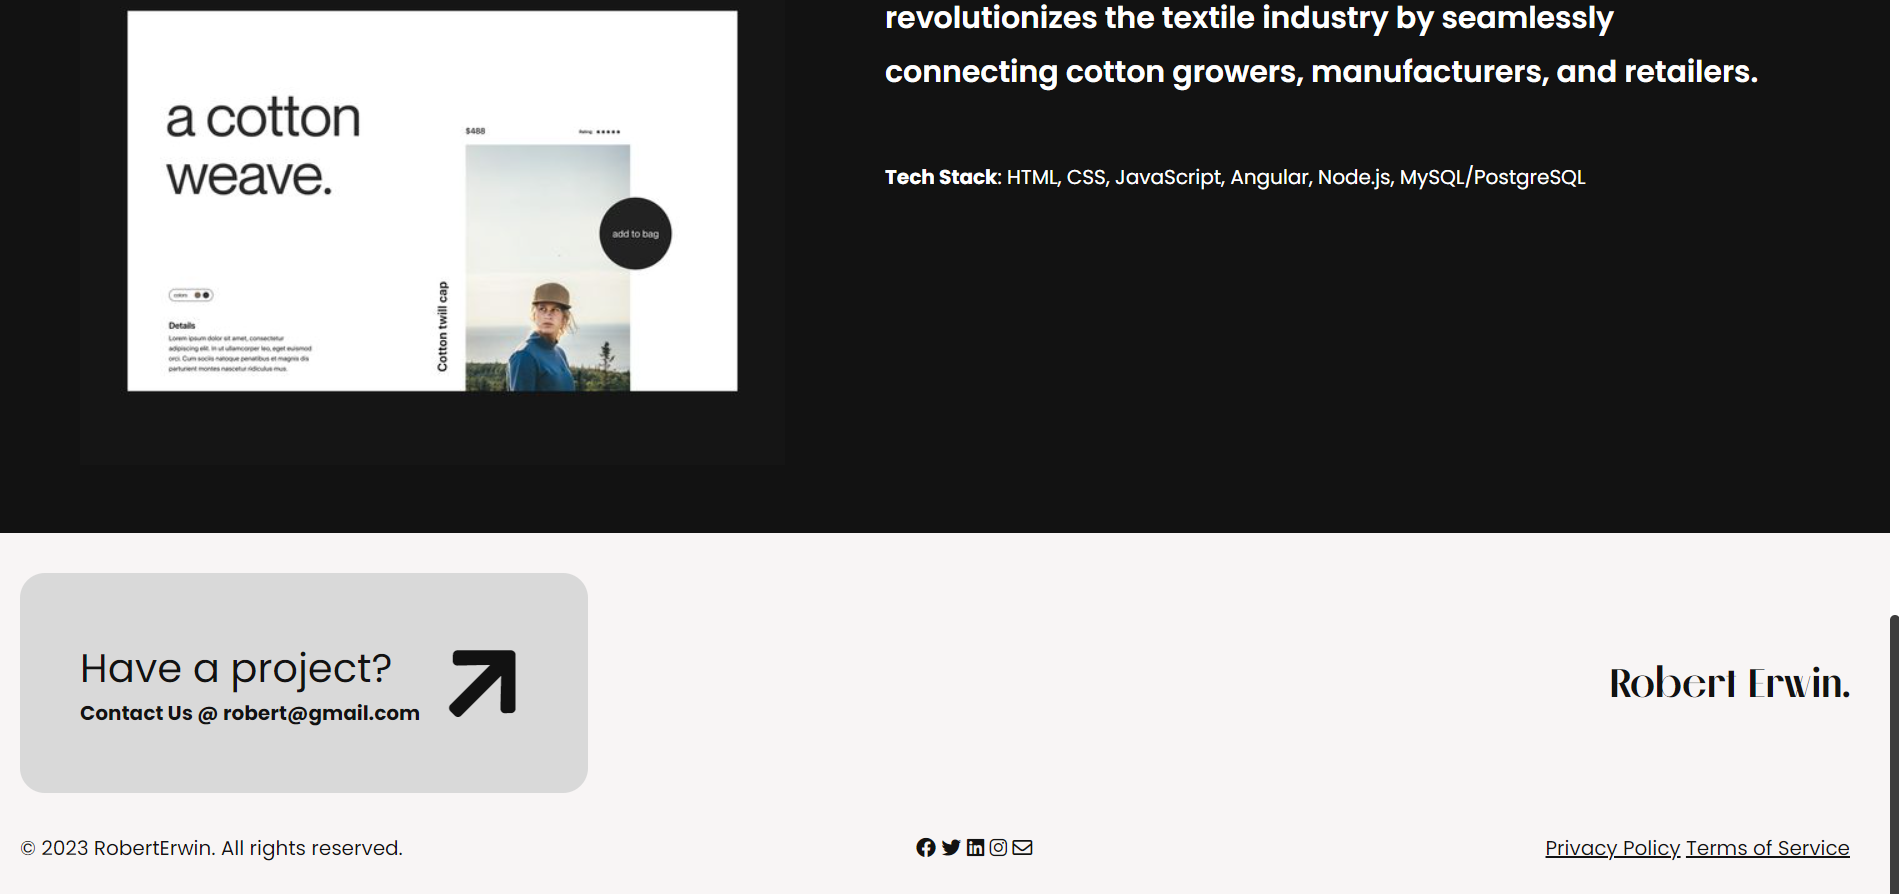 revolutionizes the textile industry by seamlessly
connecting cotton growers, manufacturers, and retailers.
Tech Stack: HTML, CSS, JavaScript, Angular, Node.js, MySQL/PostgreSQL
a cotton
weave.
$488
Rating
add to bag
Cotton twill cap
colors
Details
Lorem ipsum dolor sit amet, consectetur
adipiscing elit. In ut ullamcorper leo, eget euismod
orci. Cum sociis natoque penatibus et magnis dis
parturient montes nascetur ridiculus mus.
Have a project?
Contact Us @ robert@gmail.com
Robert Erwin.
© 2023 RobertErwin. All rights reserved.
Privacy Policy Terms of Service